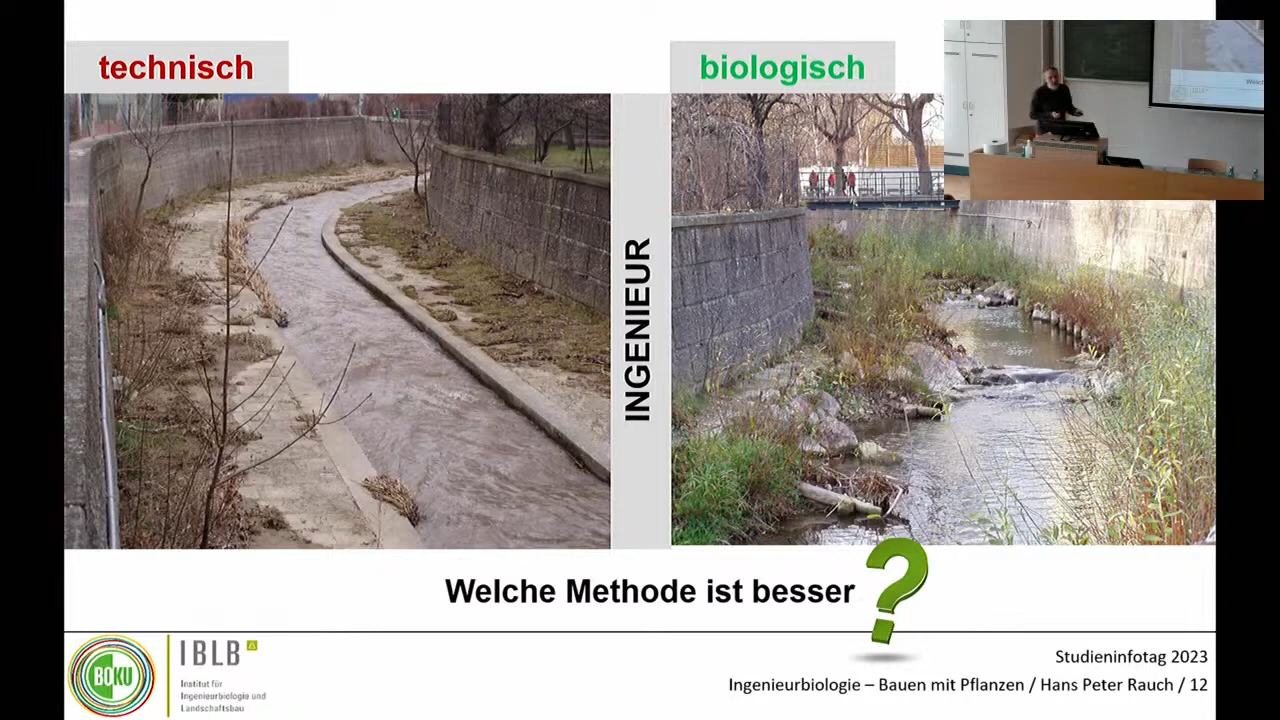 technisch
biologisch
INGENIEUR
Welche Methode ist besser?
BOKU
IBLB
Institut für
Ingenieurbiologie und
Landschaftsbau
Studieninfotag 2023
Ingenieurbiologie – Bauen mit Pflanzen / Hans Peter Rauch / 12